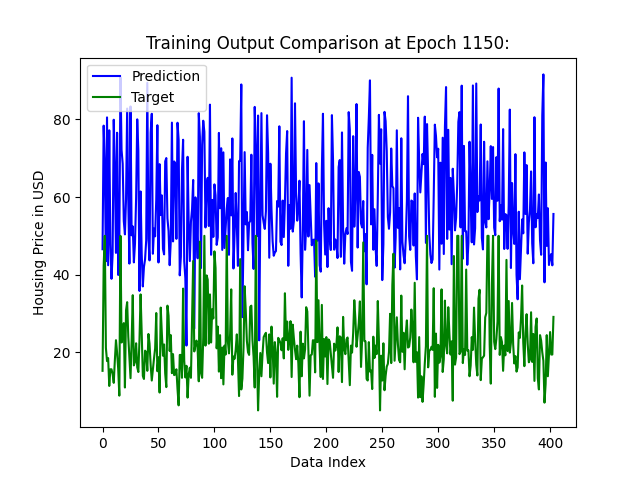 Training Output Comparison at Epoch 1150:
Prediction
Target
80
60
40
20
Housing Price in USD
0
50
100
150
200
250
300
350
400
Data Index